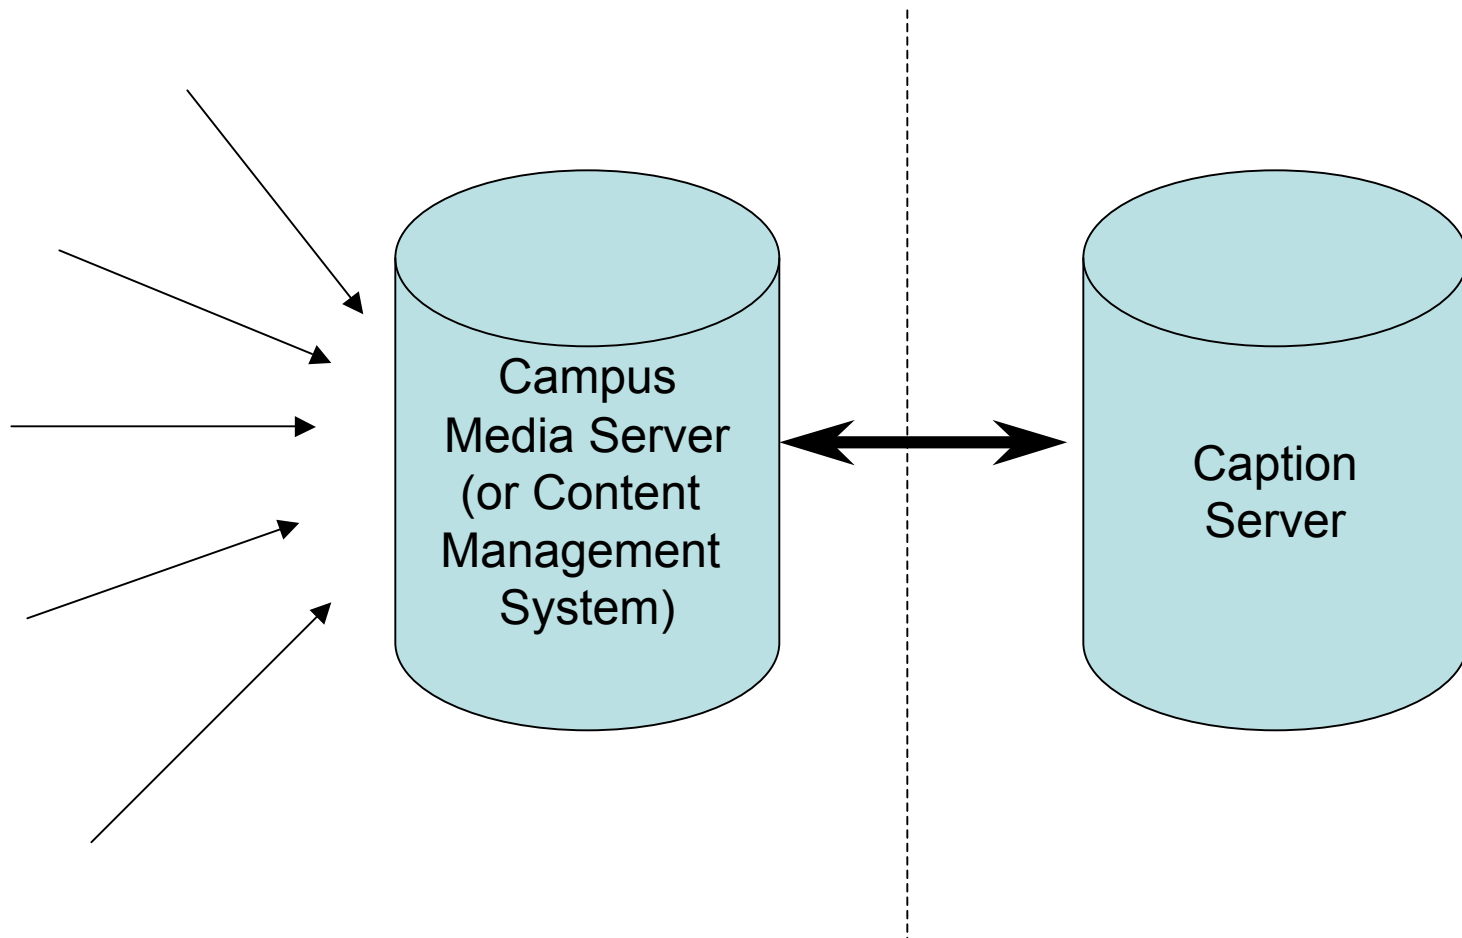 Campus
Media Server
(or Content
Management
System)
Caption
Server